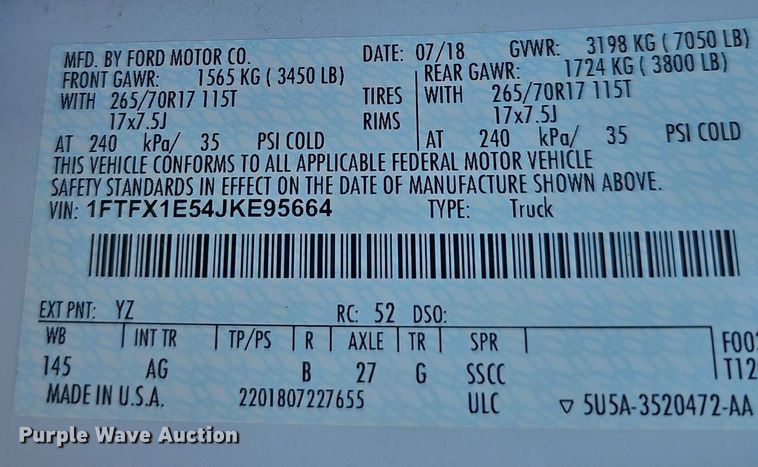 MFD. BY FORD MOTOR CO. DATE: 07/18 GVWR: 3198 KG ( 7050 LB)
FRONT GAWR: 1565 KG ( 3450 LB) REAR GAWR: 1724 KG ( 3800 LB)
WITH 265/70R17 115T TIRES WITH 265/70R17 115T
17x7.5J RIMS 17x7.5J
AT 240 kPa/ 35 PSI COLD AT 240 kPa/ 35 PSI COLD
THIS VEHICLE CONFORMS TO ALL APPLICABLE FEDERAL MOTOR VEHICLE
SAFETY STANDARDS IN EFFECT ON THE DATE OF MANUFACTURE SHOWN ABOVE.
VIN: 1FTFX1E54JKE95664 TYPE: Truck
EXT PNT: YZ RC: 52 DSO:
WB INT TR TP/PS R AXLE TR SPR F00
145 AG B 27 G SSCC T12
MADE IN U.S.A. 2201807227655 ULC ▽ 5U5A-3520472-AA
Purple Wave Auction